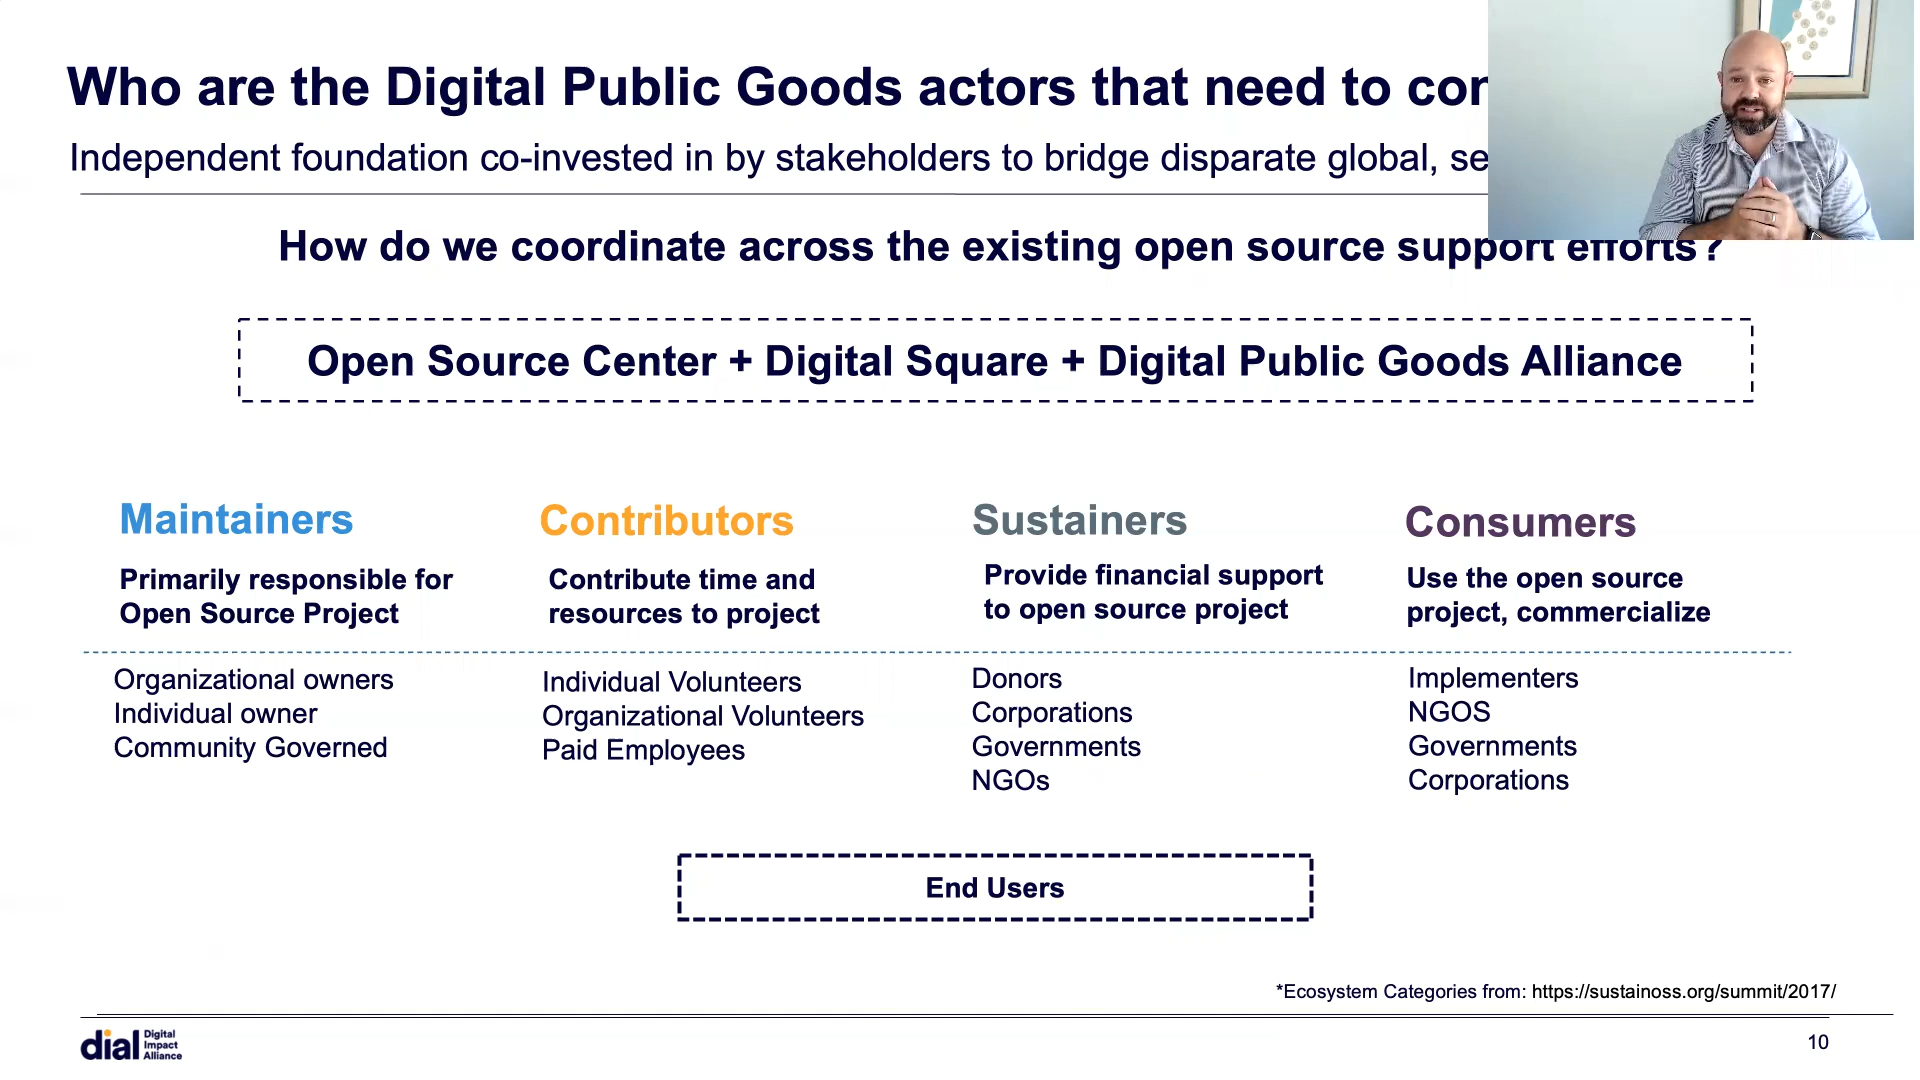 Who are the Digital Public Goods actors that need to
Independent foundation co-invested in by stakeholders to bridge disparate global,
How do we coordinate across the existing open source support efforts?
Open Source Center + Digital Square + Digital Public Goods Alliance
Maintainers
Primarily responsible for
Open Source Project
Organizational owners
Individual owner
Community Governed
Contributors
Contribute time and
resources to project
Individual Volunteers
Organizational Volunteers
Paid Employees
Sustainers
Provide financial support
to open source project
Donors
Corporations
Governments
NGOs
Consumers
Use the open source
project, commercialize
Implementers
NGOS
Governments
Corporations
End Users
*Ecosystem Categories from: https://sustainoss.org/summit/2017/
dial Digital
Impact
Alliance
10